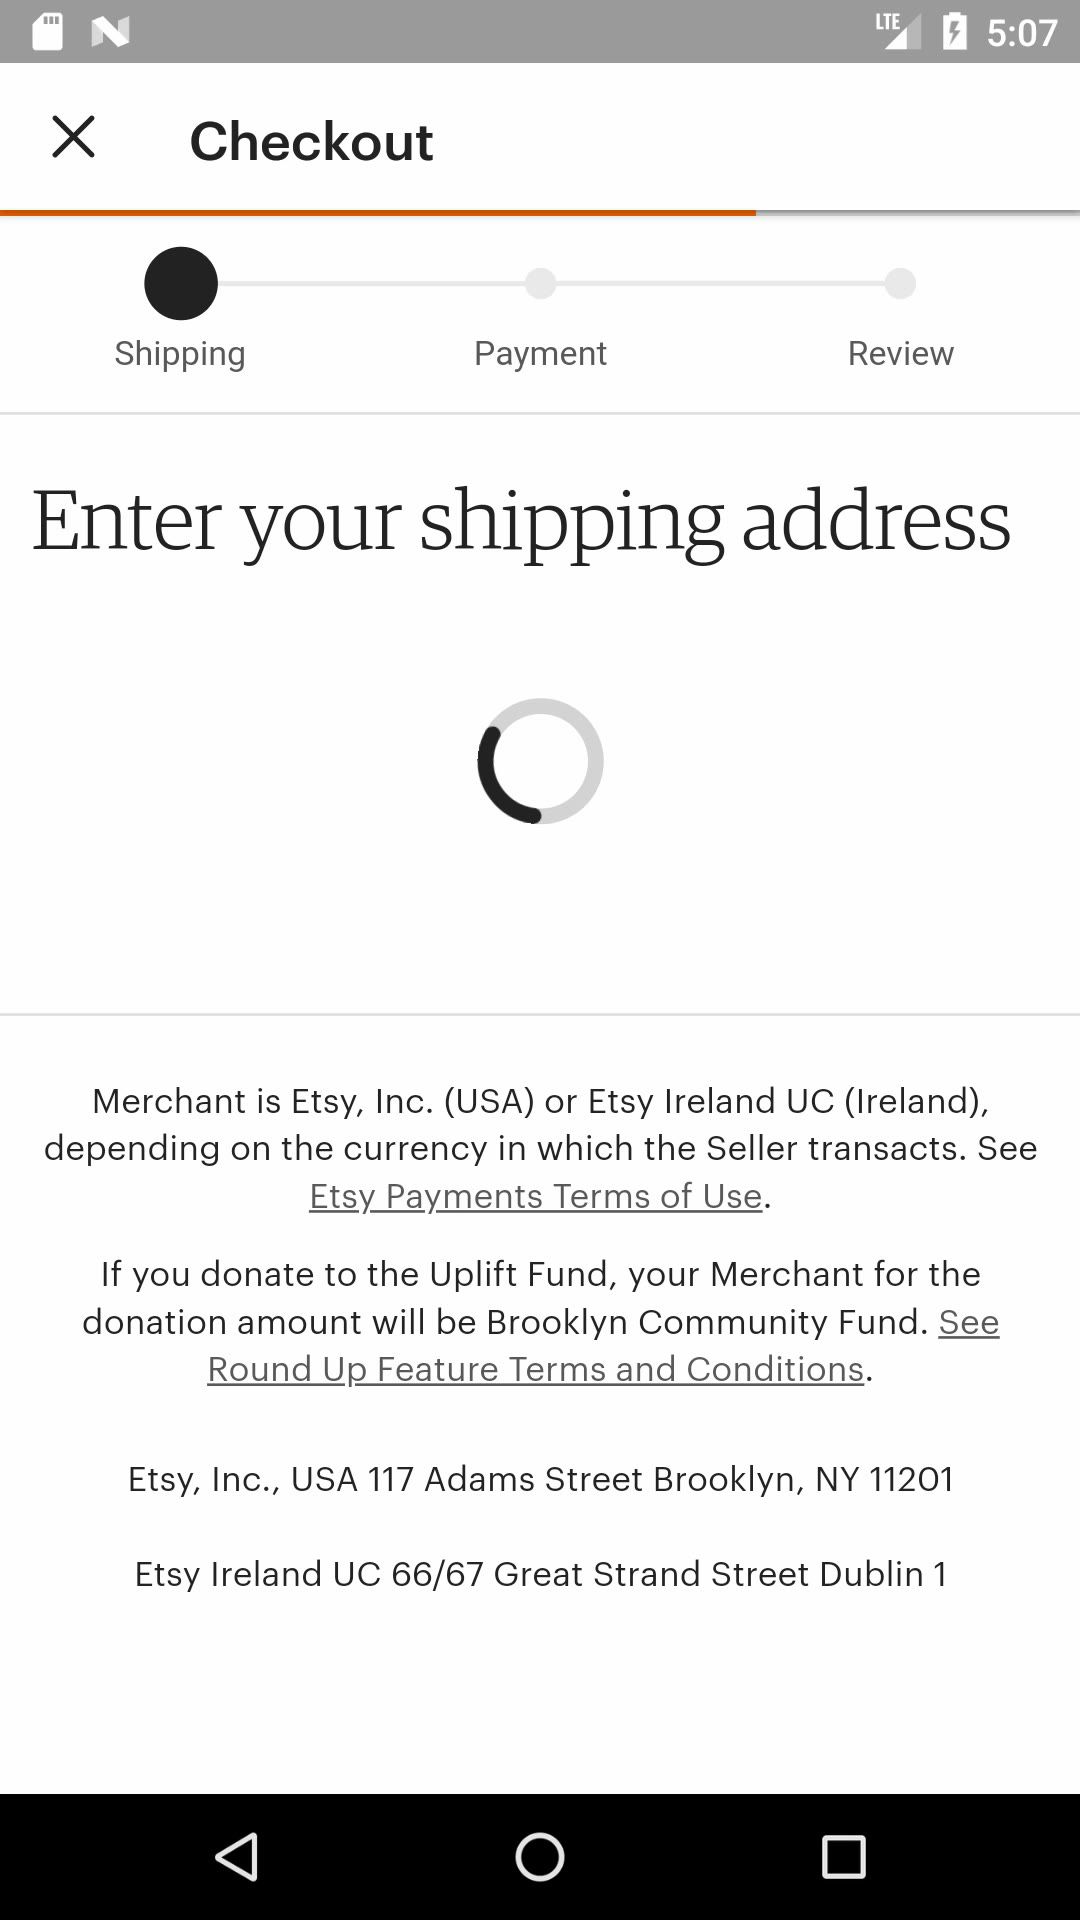 LTE 5:07
Checkout
Shipping Payment Review
Enter your shipping address
Merchant is Etsy, Inc. (USA) or Etsy Ireland UC (Ireland),
depending on the currency in which the Seller transacts. See
Etsy Payments Terms of Use.
If you donate to the Uplift Fund, your Merchant for the
donation amount will be Brooklyn Community Fund. See
Round Up Feature Terms and Conditions.
Etsy, Inc., USA 117 Adams Street Brooklyn, NY 11201
Etsy Ireland UC 66/67 Great Strand Street Dublin 1